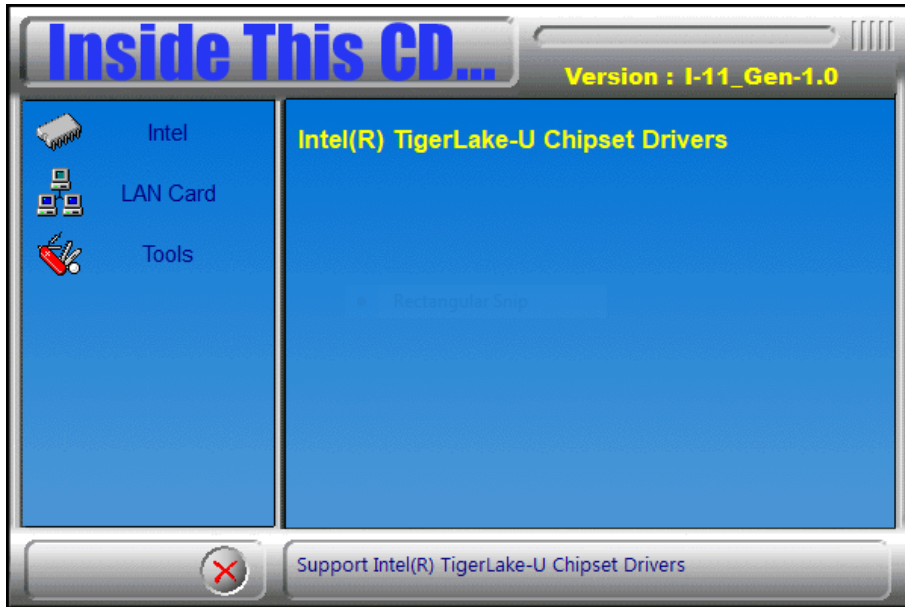 Inside This CD...
Version : I-11_Gen-1.0
Intel
LAN Card
Tools
Intel(R) TigerLake-U Chipset Drivers
Rectangular Snip
Support Intel(R) TigerLake-U Chipset Drivers